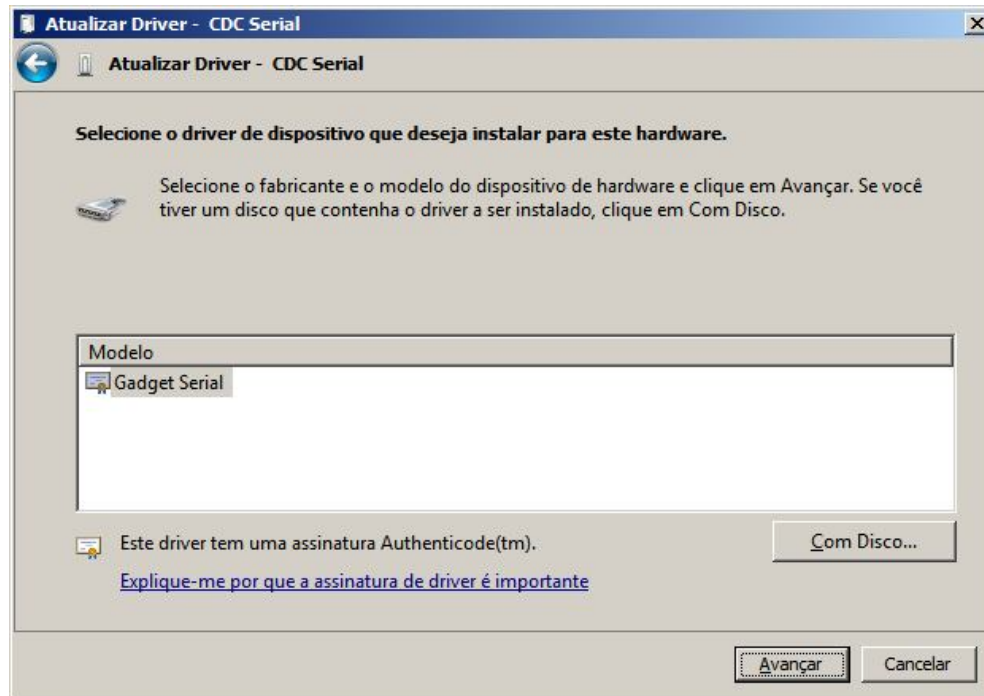 Atualizar Driver - CDC Serial
Atualizar Driver - CDC Serial
Selecione o driver de dispositivo que deseja instalar para este hardware.
Selecione o fabricante e o modelo do dispositivo de hardware e clique em Avançar. Se você
tiver um disco que contenha o driver a ser instalado, clique em Com Disco.
Modelo
Gadget Serial
Este driver tem uma assinatura Authenticode(tm).
Com Disco...
Explique-me por que a assinatura de driver é importante
Avançar
Cancelar